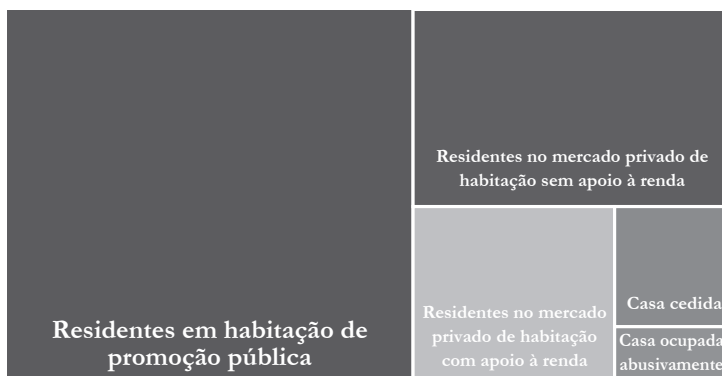 Residentes em habitação de
promoção pública
Residentes no mercado privado de
habitação sem apoio à renda
Residentes no mercado
privado de habitação
com apoio à renda
Casa cedida
Casa ocupada
abusivamente